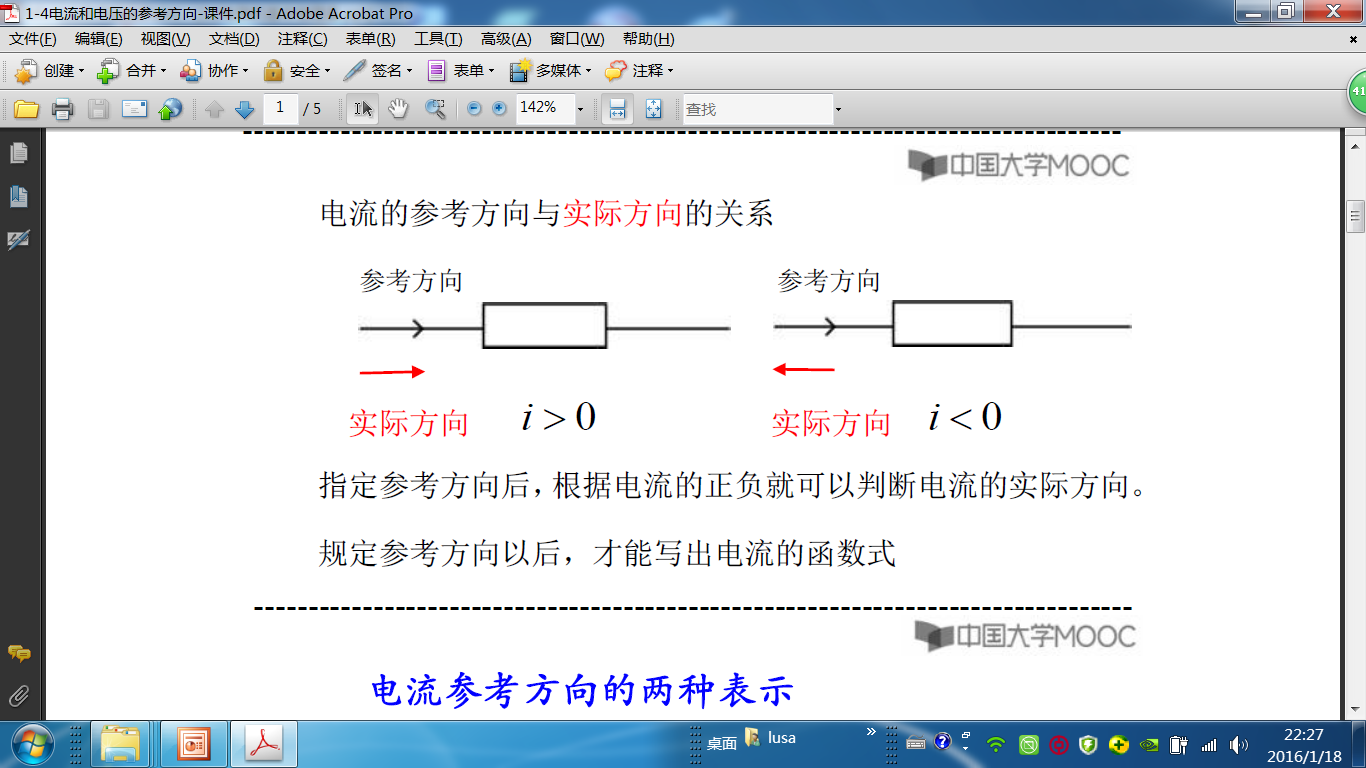 1-4电流和电压的参考方向-课件.pdf - Adobe Acrobat Pro
文件(F) 编辑(E) 视图(V) 文档(D) 注释(C) 表单(R) 工具(T) 高级(A) 窗口(W) 帮助(H)
创建 合并 协作 安全 签名 表单 多媒体 注释
1 / 5 142% 查找
41
中国大学MOOC
电流的参考方向与实际方向的关系
参考方向 参考方向
实际方向 i > 0 实际方向 i < 0
指定参考方向后，根据电流的正负就可以判断电流的实际方向。
规定参考方向以后，才能写出电流的函数式
中国大学MOOC
电流参考方向的两种表示
桌面 lusa » 22:27
2016/1/18